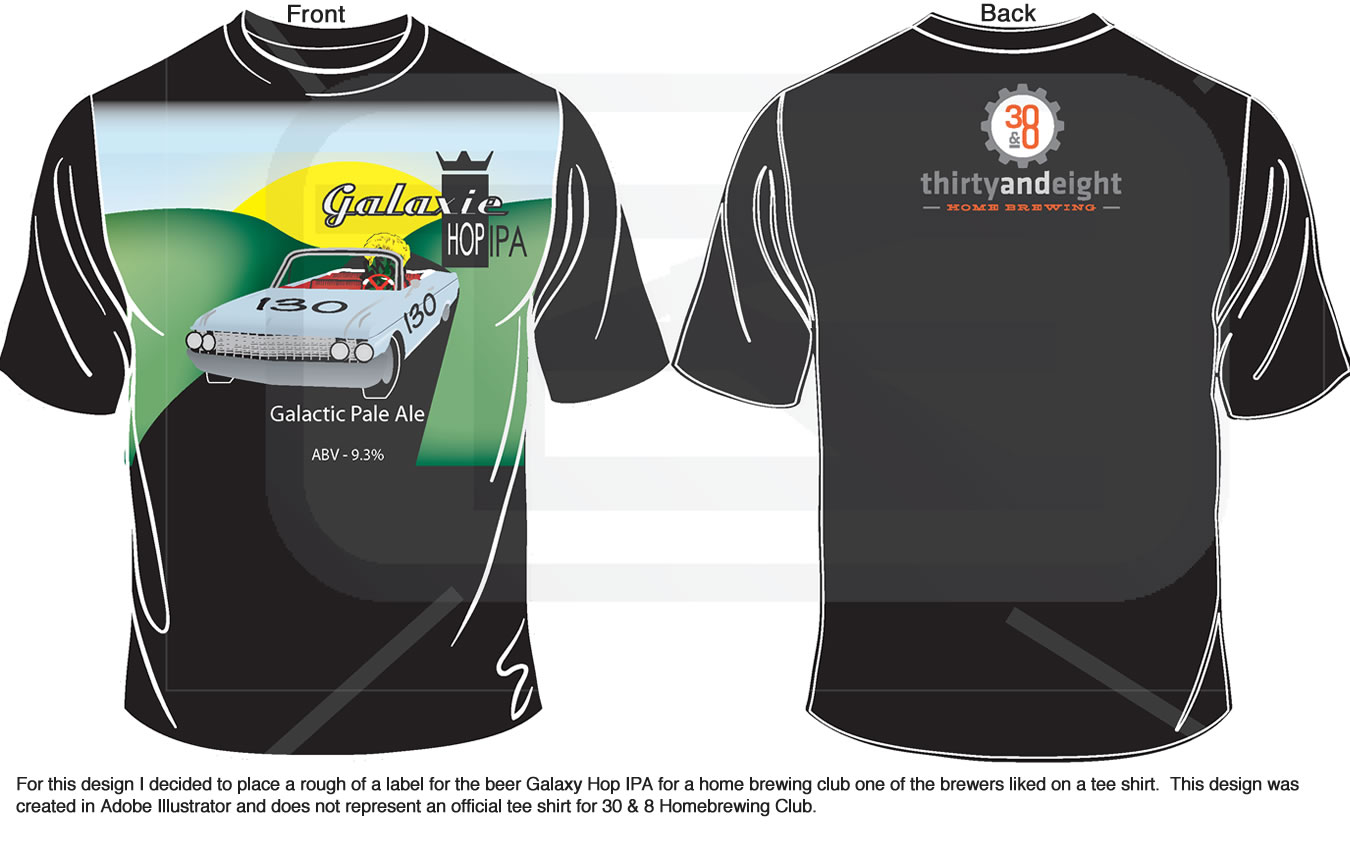 Front
Back
Galaxie
HOP IPA
130
130
Galactic Pale Ale
ABV - 9.3%
30
&
8
thirtyandeight
HOME BREWING
For this design I decided to place a rough of a label for the beer Galaxy Hop IPA for a home brewing club one of the brewers liked on a tee shirt.  This design was
created in Adobe Illustrator and does not represent an official tee shirt for 30 & 8 Homebrewing Club.